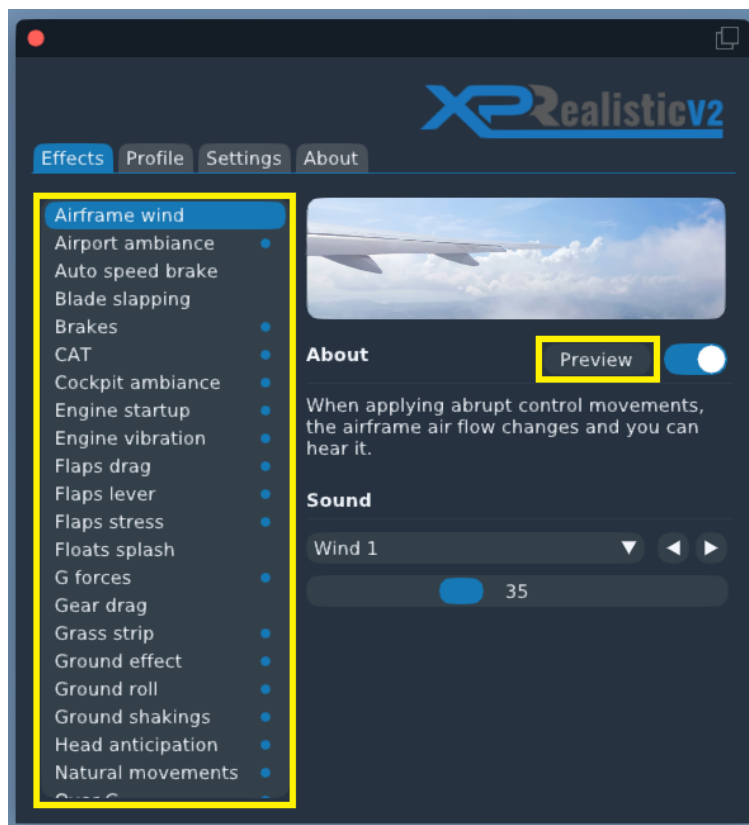 XPRealisticV2
Effects Profile Settings About
Airframe wind
Airport ambiance
Auto speed brake
Blade slapping
Brakes
CAT
Cockpit ambiance
Engine startup
Engine vibration
Flaps drag
Flaps lever
Flaps stress
Floats splash
G forces
Gear drag
Grass strip
Ground effect
Ground roll
Ground shakings
Head anticipation
Natural movements
About
Preview
When applying abrupt control movements,
the airframe air flow changes and you can
hear it.
Sound
Wind 1
35